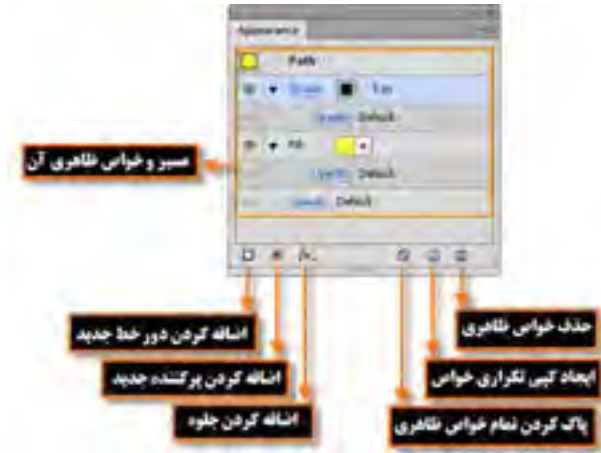 Appearance
Path
Stroke:
Opacity: Default
Fill:
Opacity: Default
Opacity: Default
fx
مسیر و خواص ظاهری آن
اضافه کردن دور خط جدید
اضافه کردن پرکننده جدید
اضافه کردن جلوه
حذف خواص ظاهری
ایجاد کپی تکراری خواص
پاک کردن تمام خواص ظاهری